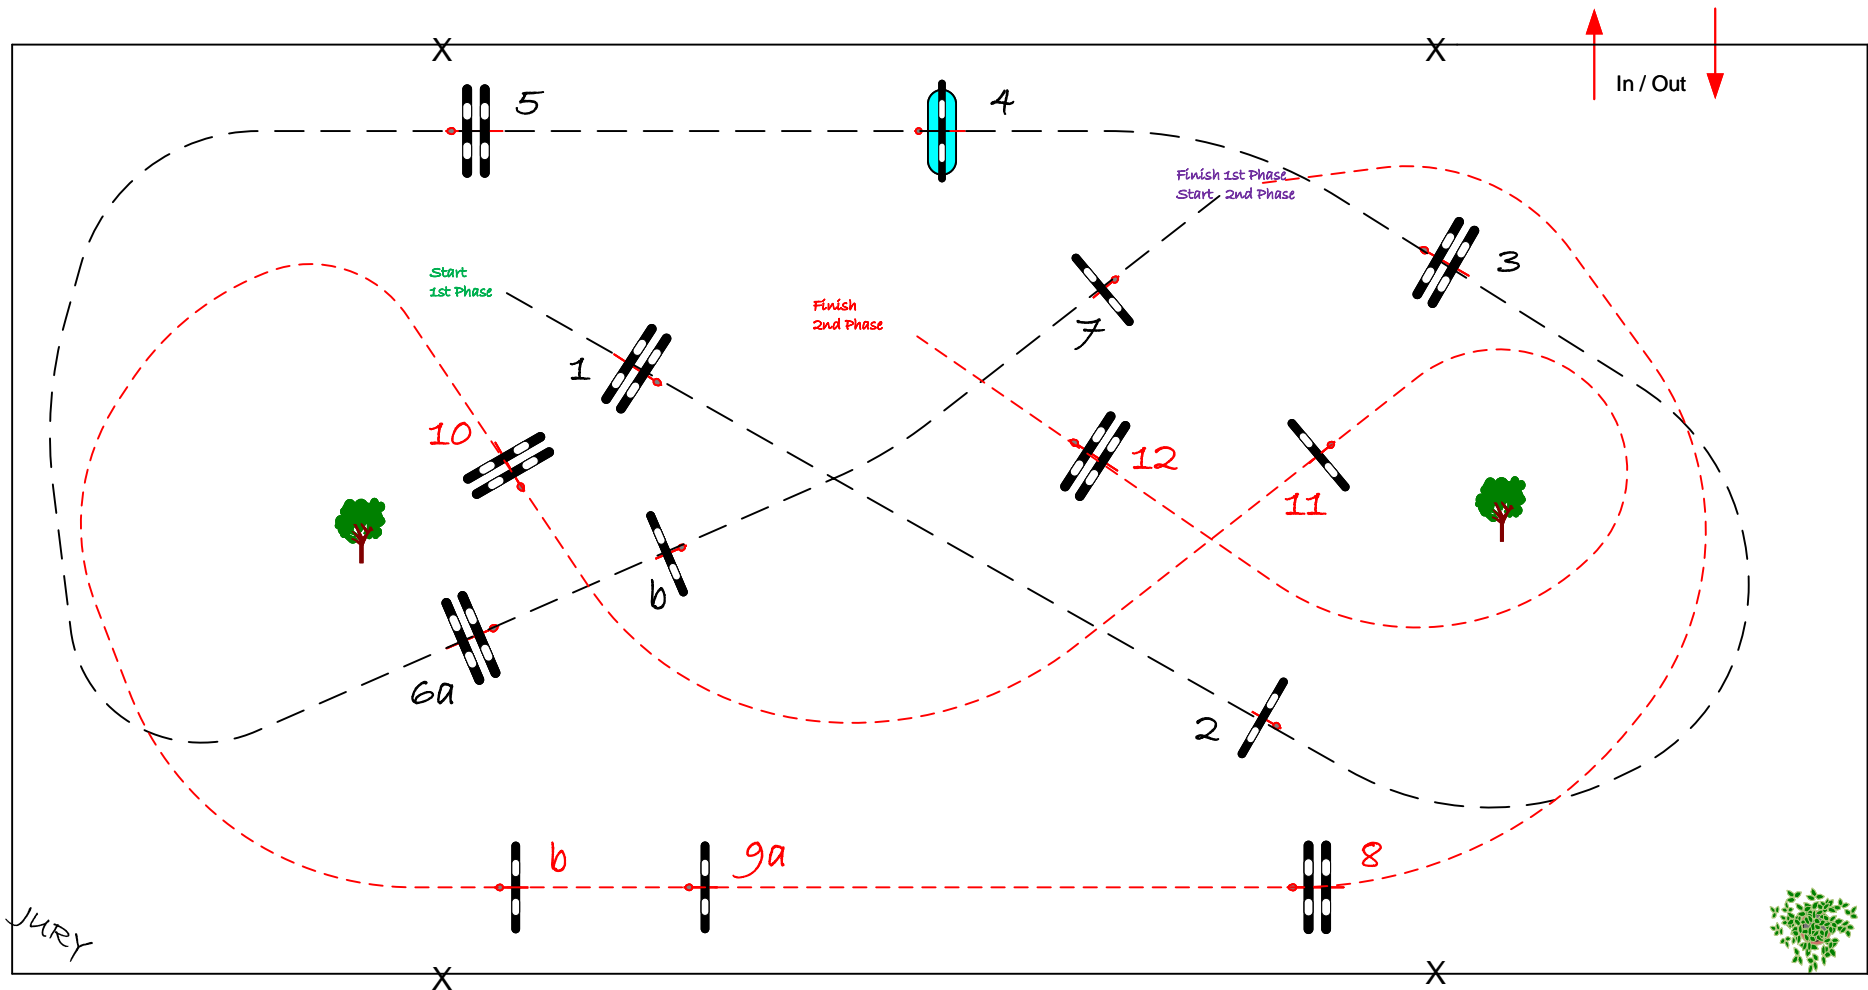 X
X
In / Out
5
4
Finish 1st Phase
Start 2nd Phase
3
Start
1st Phase
Finish
2nd Phase
7
1
10
12
11
b
6a
2
b
9a
8
JURY
X
X